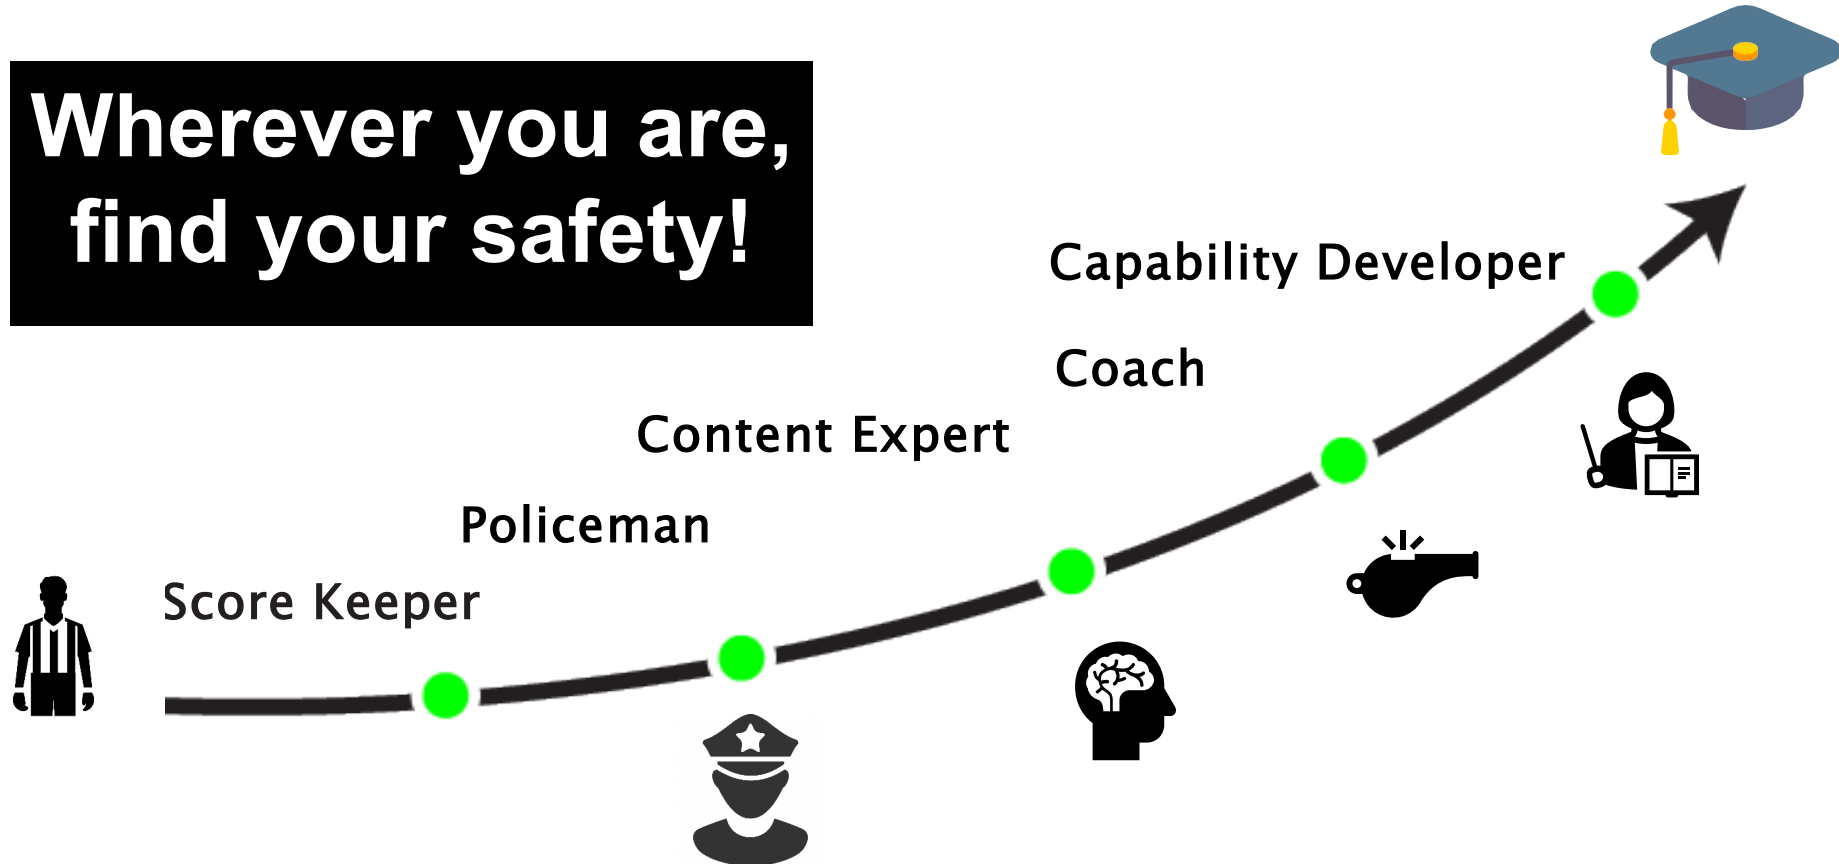 Wherever you are,
find your safety!
Capability Developer
Coach
Content Expert
Policeman
Score Keeper